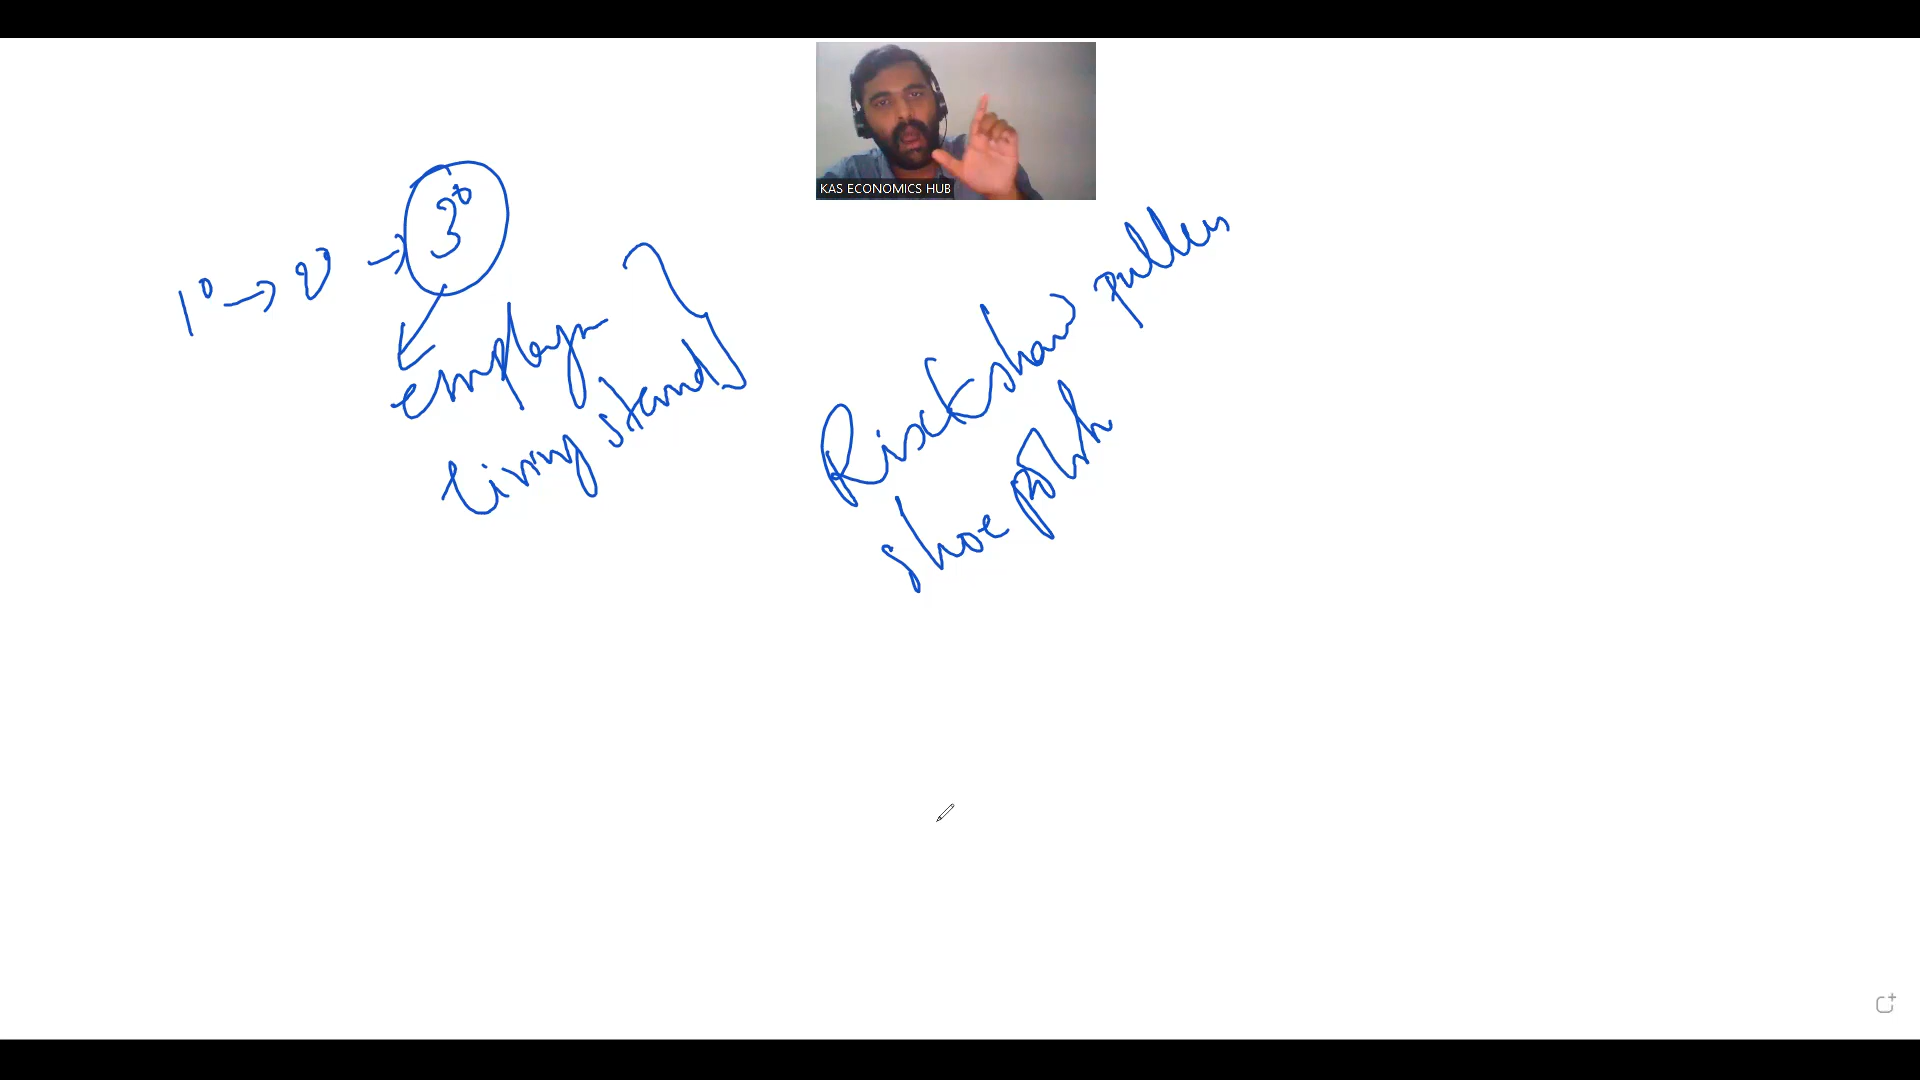 KAS ECONOMICS HUB
1° → 2° → 3°
employm
living stand
Rickshaw pullers
shoe polish